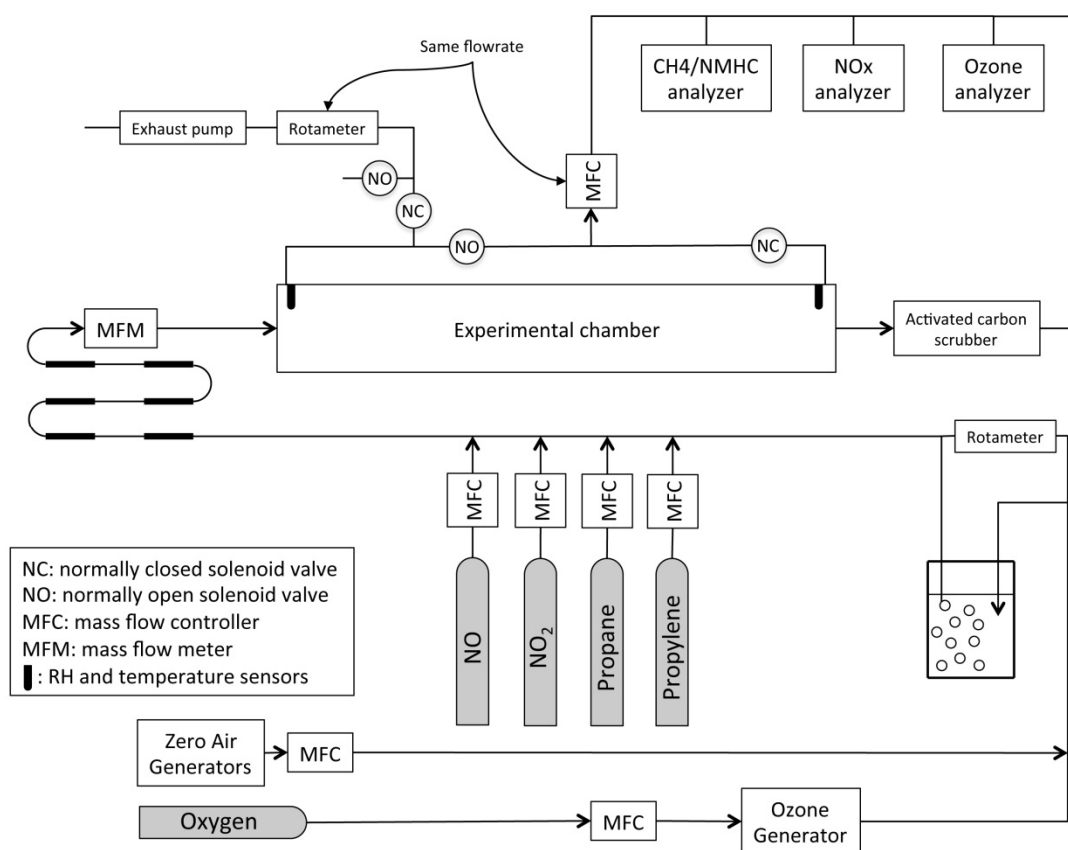 Same flowrate
CH4/NMHC
analyzer
NOx
analyzer
Ozone
analyzer
Exhaust pump
Rotameter
MFC
NO
NC
NO
NC
MFM
Experimental chamber
Activated carbon
scrubber
Rotameter
MFC
MFC
MFC
MFC
NO
NO₂
Propane
Propylene
NC: normally closed solenoid valve
NO: normally open solenoid valve
MFC: mass flow controller
MFM: mass flow meter
: RH and temperature sensors
Zero Air
Generators
MFC
Oxygen
MFC
Ozone
Generator